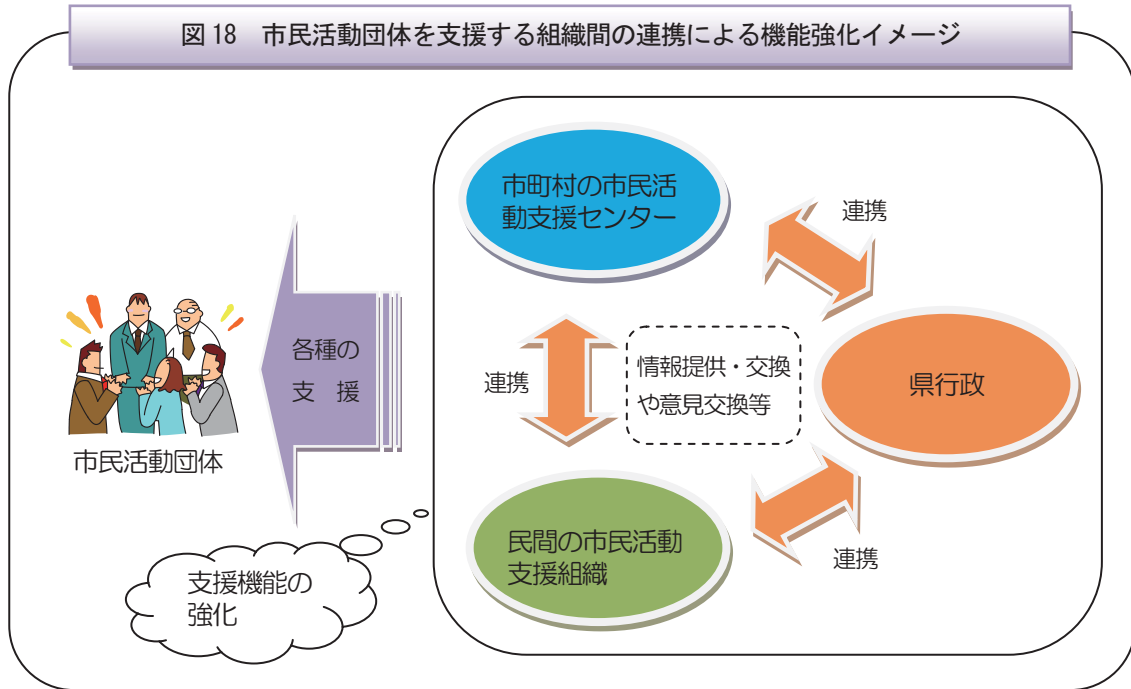 図 18 市民活動団体を支援する組織間の連携による機能強化イメージ
市町村の市民活
動支援センター
連携
各種の
支 援
連携
情報提供・交換
や意見交換等
県行政
市民活動団体
民間の市民活動
支援組織
連携
支援機能の
強化